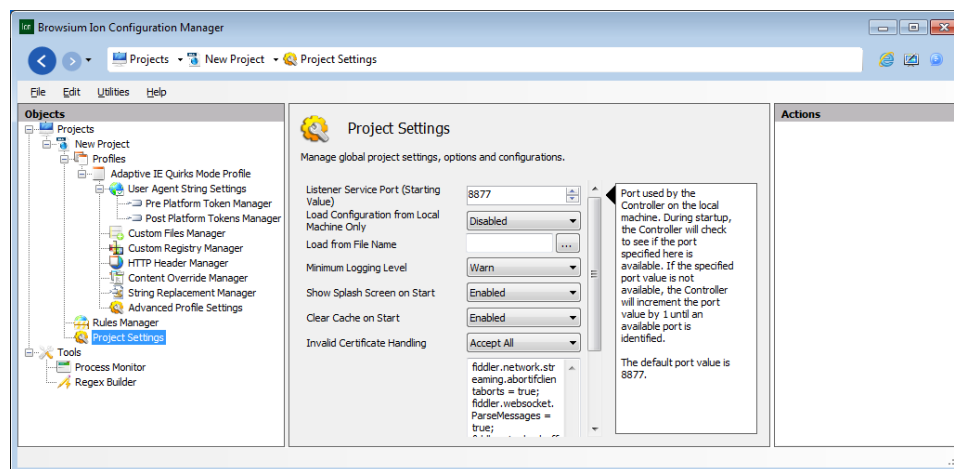 Ion Browsium Ion Configuration Manager
Projects New Project Project Settings
File Edit Utilities Help
Objects
Projects
New Project
Profiles
Adaptive IE Quirks Mode Profile
User Agent String Settings
Pre Platform Token Manager
Post Platform Tokens Manager
Custom Files Manager
Custom Registry Manager
HTTP Header Manager
Content Override Manager
String Replacement Manager
Advanced Profile Settings
Rules Manager
Project Settings
Tools
Process Monitor
Regex Builder
Project Settings
Manage global project settings, options and configurations.
Listener Service Port (Starting
Value)
8877
Load Configuration from Local
Machine Only
Disabled
Load from File Name
...
Minimum Logging Level
Warn
Show Splash Screen on Start
Enabled
Clear Cache on Start
Enabled
Invalid Certificate Handling
Accept All
fiddler.network.str
eaming.abortifclien
taborts = true;
fiddler.websocket.
ParseMessages =
true;
Port used by the
Controller on the local
machine. During startup,
the Controller will check
to see if the port
specified here is
available. If the specified
port value is not
available, the Controller
will increment the port
value by 1 until an
available port is
identified.
The default port value is
8877.
Actions